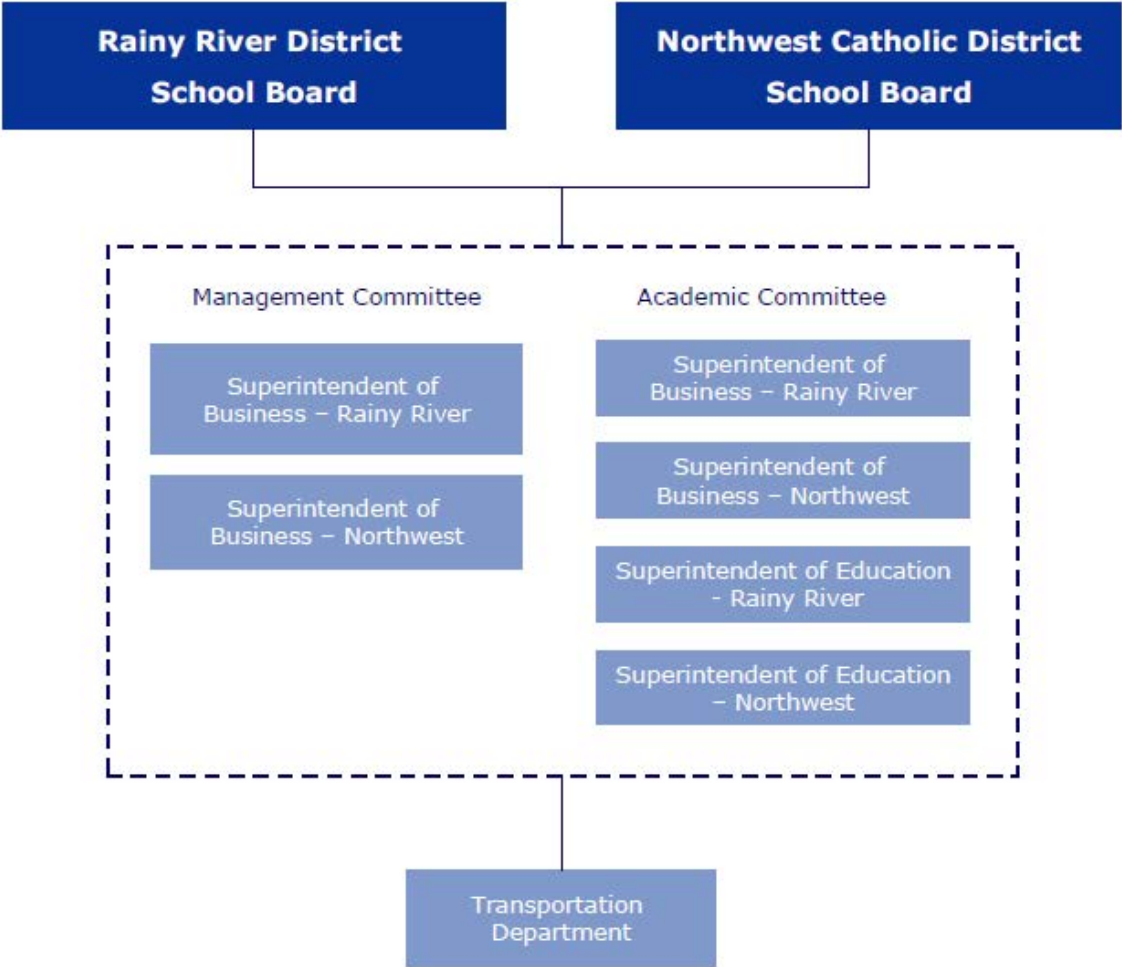 Rainy River District
School Board
Northwest Catholic District
School Board
Management Committee
Superintendent of
Business – Rainy River
Superintendent of
Business – Northwest
Academic Committee
Superintendent of
Business – Rainy River
Superintendent of
Business – Northwest
Superintendent of Education
- Rainy River
Superintendent of Education
– Northwest
Transportation
Department